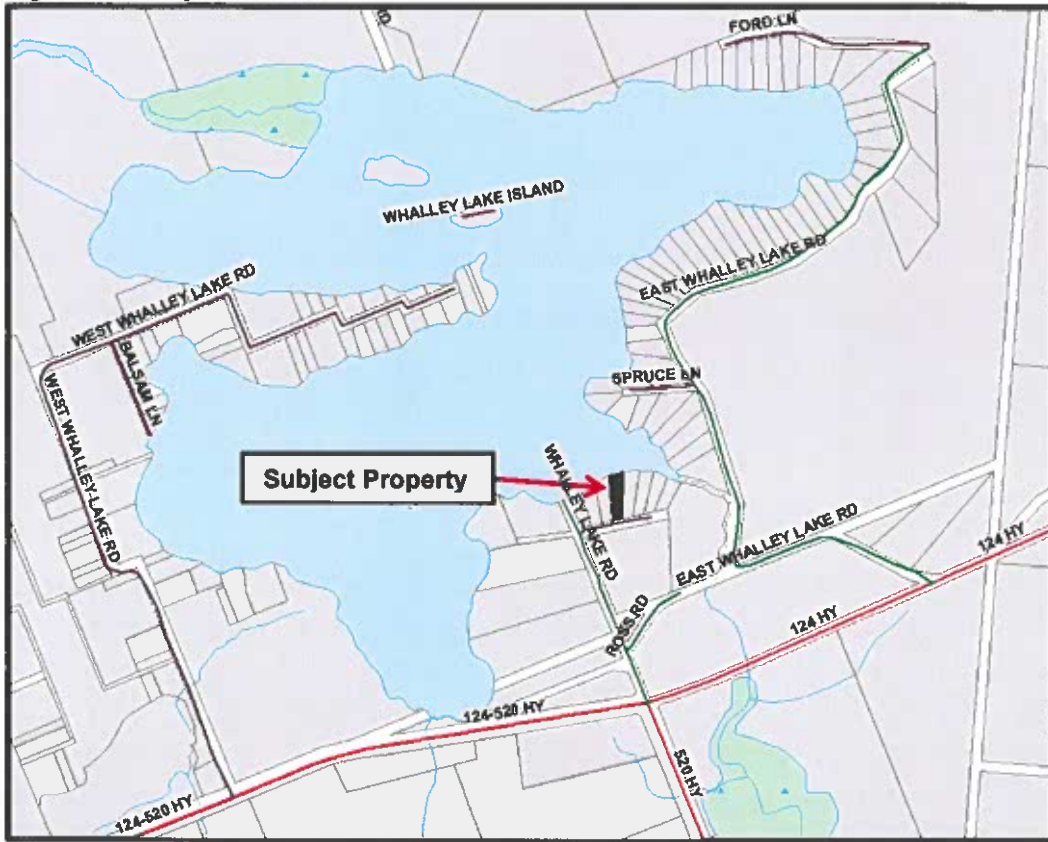 RD
FORD LN
WHALLEY LAKE ISLAND
EAST WHALLEY LAKE RD
WEST WHALLEY LAKE RD
BALSAM LN
SPRUCE LN
WEST WHALLEY LAKE RD
Subject Property
WHALLEY LAKE RD
EAST WHALLEY LAKE RD
124 HY
ROSS RD
124 HY
124-520 HY
520 HY
124-520 HY